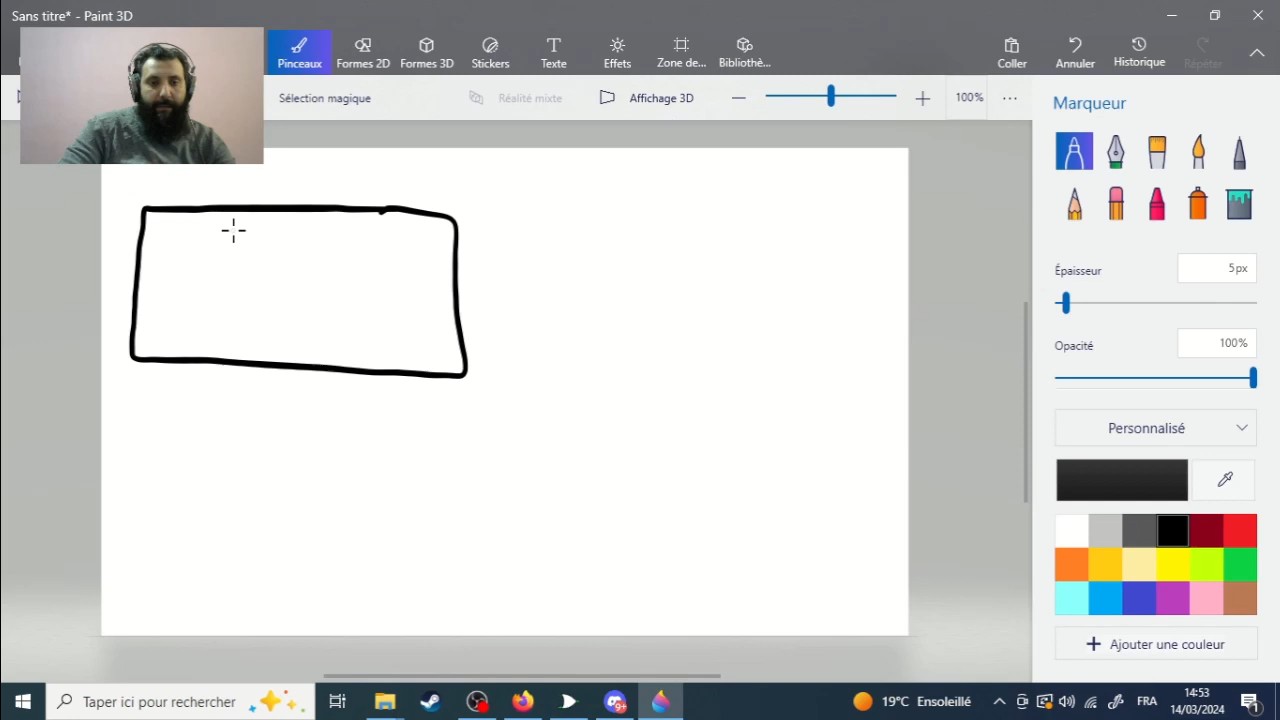 Sans titre* - Paint 3D
Pinceaux
Formes 2D
Formes 3D
Stickers
Texte
Effets
Zone de...
Bibliothè...
Coller
Annuler
Historique
Répéter
Sélection magique
Réalité mixte
Affichage 3D
100%
Marqueur
Épaisseur
5px
Opacité
100%
Personnalisé
Ajouter une couleur
Taper ici pour rechercher
9+
19°C Ensoleillé
FRA
14:53
14/03/2024
1